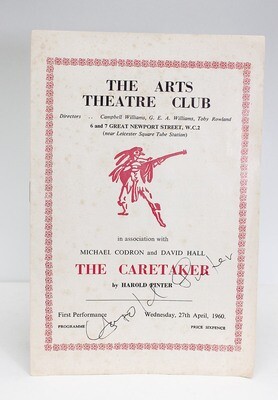 THE ARTS
THEATRE CLUB
Directors .. Campbell Williams, G. E. A. Williams, Toby Rowland
6 and 7 GREAT NEWPORT STREET, W.C.2
(near Leicester Square Tube Station)
in association with
MICHAEL CODRON and DAVID HALL
THE CARETAKER
by HAROLD PINTER
Harold Pinter
First Performance Wednesday, 27th April, 1960.
PROGRAMME PRICE SIXPENCE